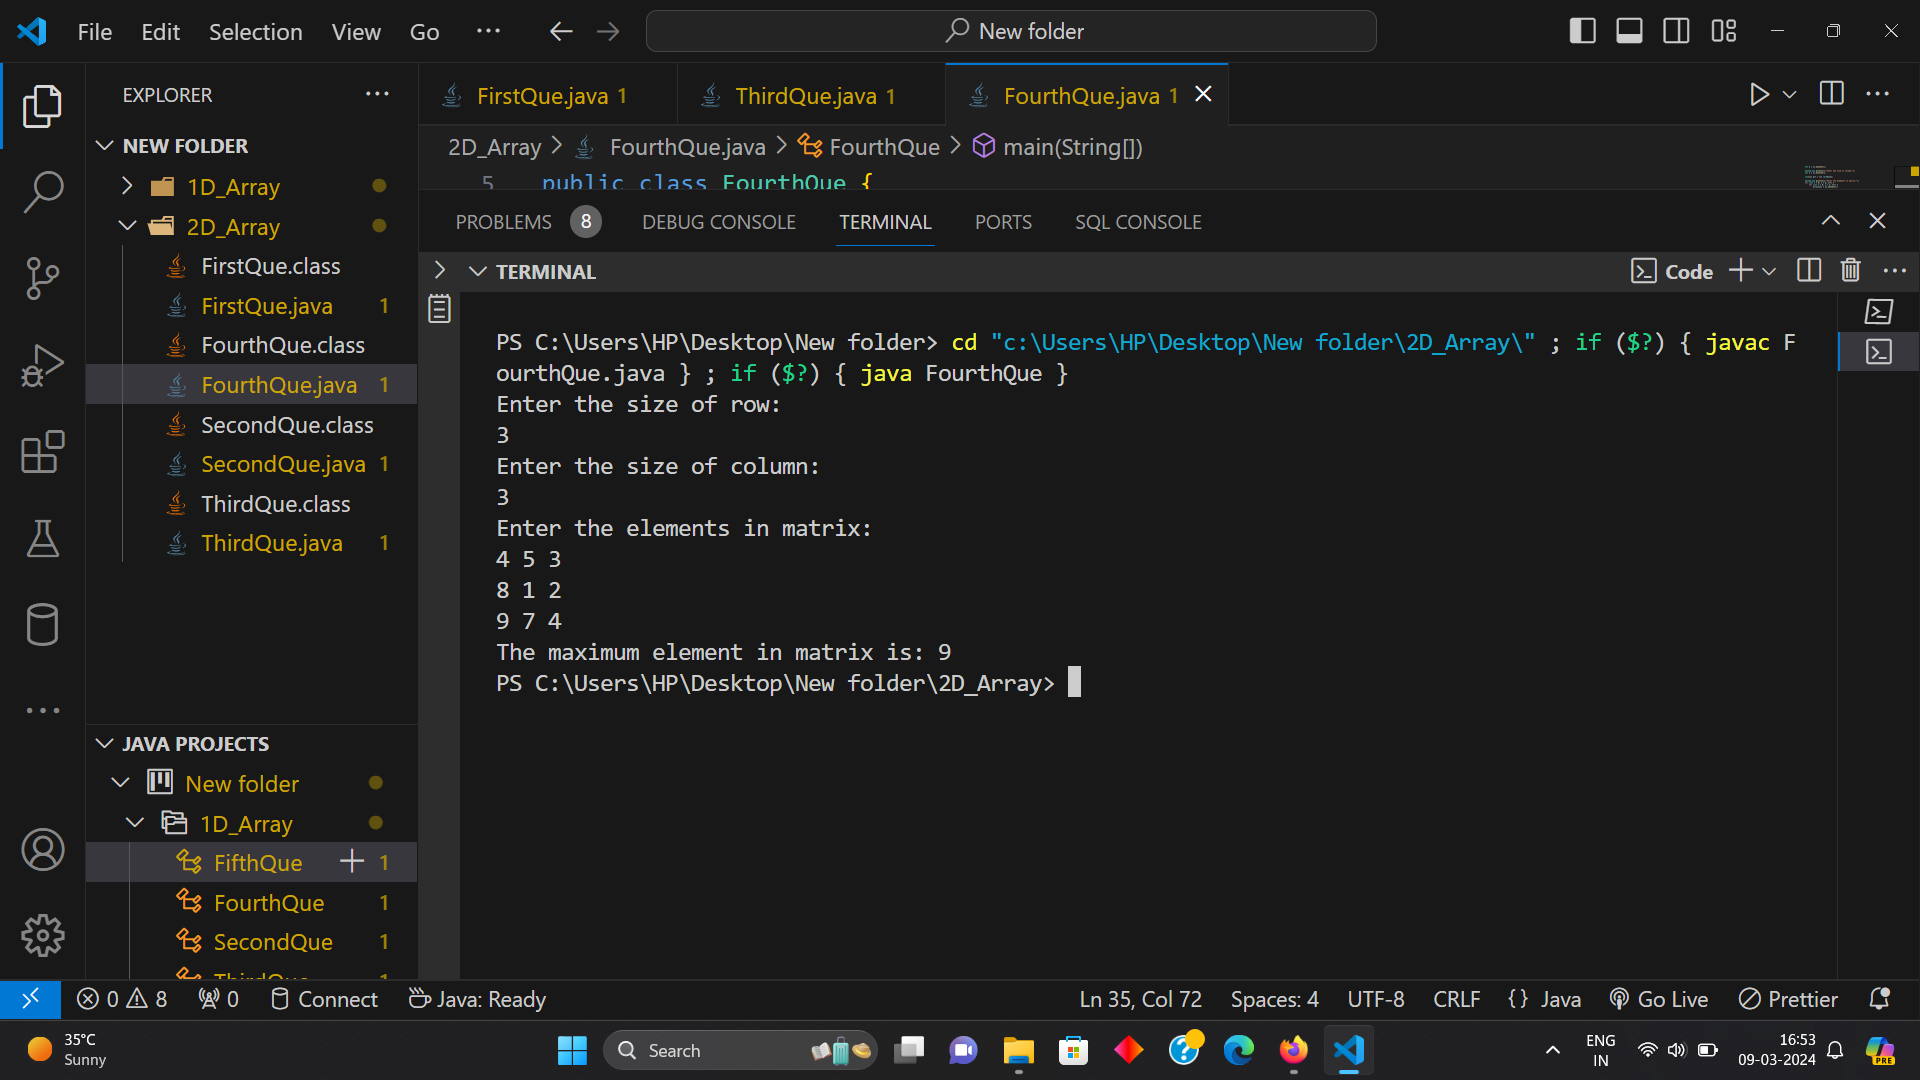 File Edit Selection View Go ··· New folder
EXPLORER ···
NEW FOLDER
1D_Array
2D_Array
FirstQue.class
FirstQue.java 1
FourthQue.class
FourthQue.java 1
SecondQue.class
SecondQue.java 1
ThirdQue.class
ThirdQue.java 1
JAVA PROJECTS
New folder
1D_Array
FifthQue 1
FourthQue 1
SecondQue 1
ThirdQue 1
FirstQue.java 1 ThirdQue.java 1 FourthQue.java 1
2D_Array > FourthQue.java > FourthQue > main(String[])
5 public class FourthQue {
PROBLEMS 8 DEBUG CONSOLE TERMINAL PORTS SQL CONSOLE
TERMINAL Code
PS C:\Users\HP\Desktop\New folder> cd "c:\Users\HP\Desktop\New folder\2D_Array\" ; if ($?) { javac F
ourthQue.java } ; if ($?) { java FourthQue }
Enter the size of row:
3
Enter the size of column:
3
Enter the elements in matrix:
4 5 3
8 1 2
9 7 4
The maximum element in matrix is: 9
PS C:\Users\HP\Desktop\New folder\2D_Array>
0 8 0 Connect Java: Ready Ln 35, Col 72 Spaces: 4 UTF-8 CRLF {} Java Go Live Prettier
35°C
Sunny
Search
ENG
IN
16:53
09-03-2024
PRE